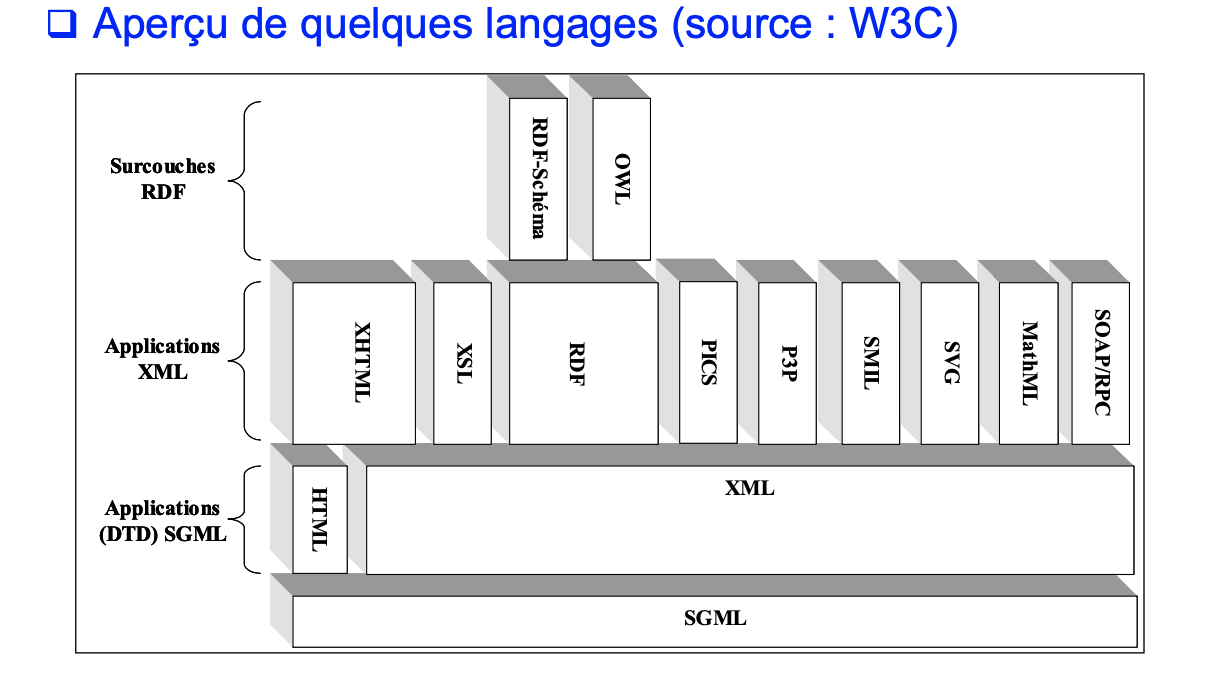 ❑ Aperçu de quelques langages (source : W3C)
Surcouches
RDF
RDF-Schéma
OWL
Applications
XML
XHTML
XSL
RDF
PICS
P3P
SMIL
SVG
MathML
SOAP/RPC
Applications
(DTD) SGML
HTML
XML
SGML